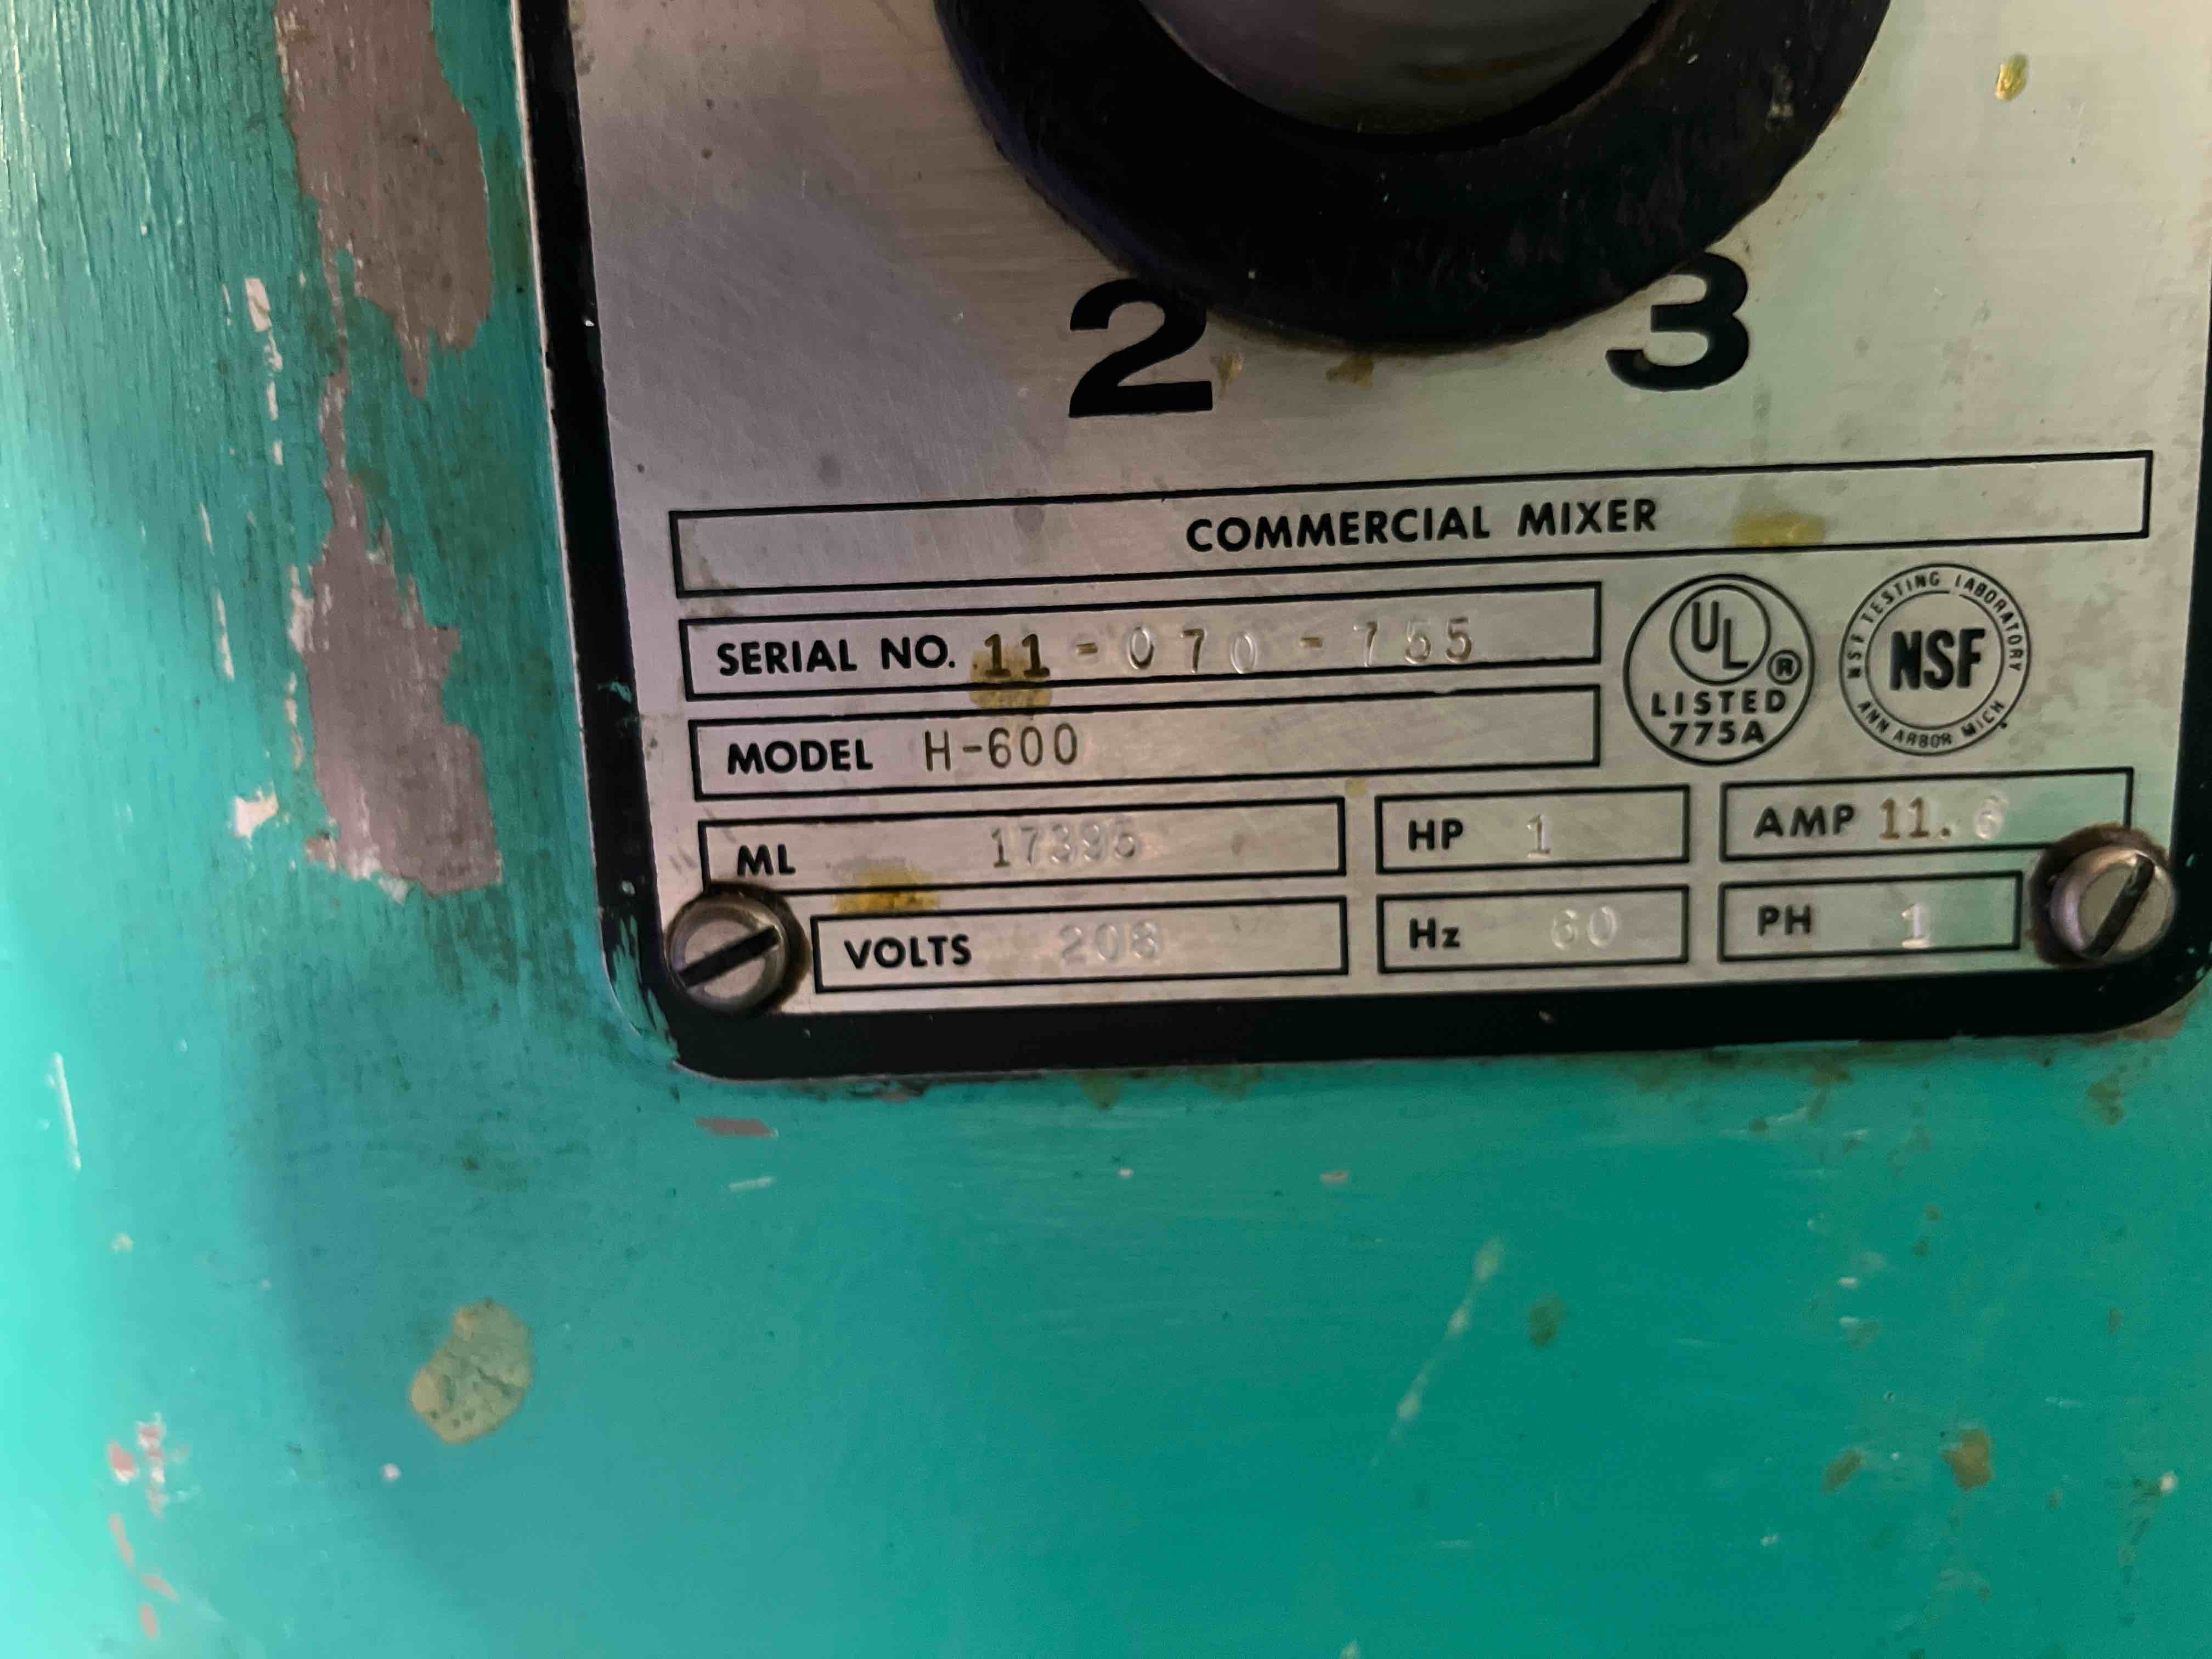 2 3
COMMERCIAL MIXER
SERIAL NO. 11-070-755
MODEL H-600
UL ®
LISTED
775A
NSF TESTING LABORATORY
NSF
ANN ARBOR MICH.
ML 17395
HP 1
AMP 11.6
VOLTS 208
Hz 60
PH 1